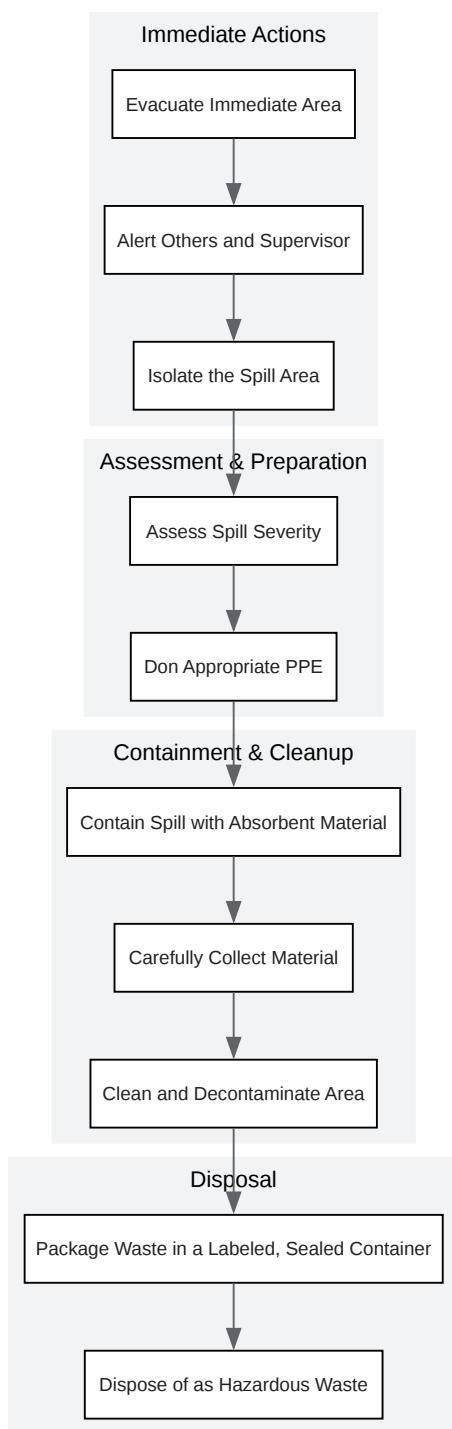 Immediate Actions
Evacuate Immediate Area
Alert Others and Supervisor
Isolate the Spill Area
Assessment & Preparation
Assess Spill Severity
Don Appropriate PPE
Containment & Cleanup
Contain Spill with Absorbent Material
Carefully Collect Material
Clean and Decontaminate Area
Disposal
Package Waste in a Labeled, Sealed Container
Dispose of as Hazardous Waste